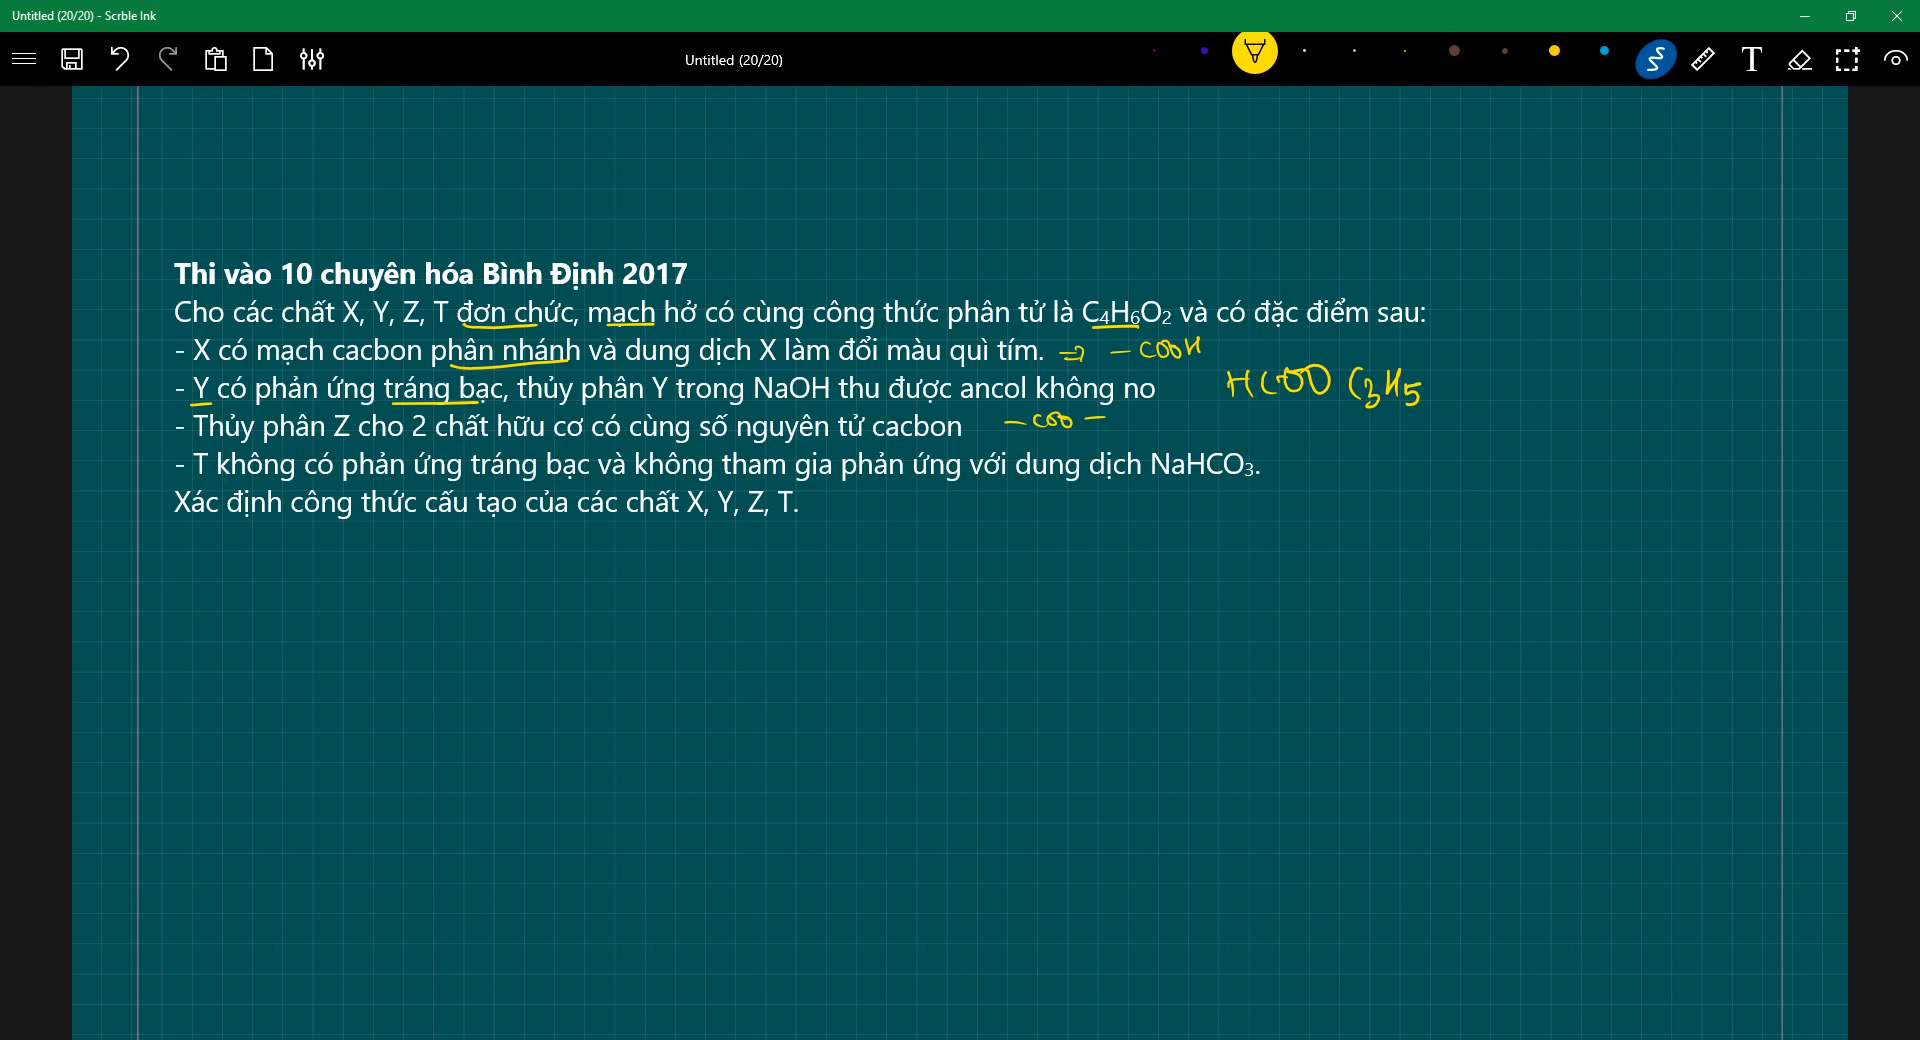 Untitled (20/20) - Scrble Ink
Untitled (20/20)
T
Thi vào 10 chuyên hóa Bình Định 2017
Cho các chất X, Y, Z, T đơn chức, mạch hở có cùng công thức phân tử là C₄H₆O₂ và có đặc điểm sau:
- X có mạch cacbon phân nhánh và dung dịch X làm đổi màu quì tím. ⇒ - COOH
- Y có phản ứng tráng bạc, thủy phân Y trong NaOH thu được ancol không no HCOO C₃H₅
- Thủy phân Z cho 2 chất hữu cơ có cùng số nguyên tử cacbon - COO -
- T không có phản ứng tráng bạc và không tham gia phản ứng với dung dịch NaHCO₃.
Xác định công thức cấu tạo của các chất X, Y, Z, T.